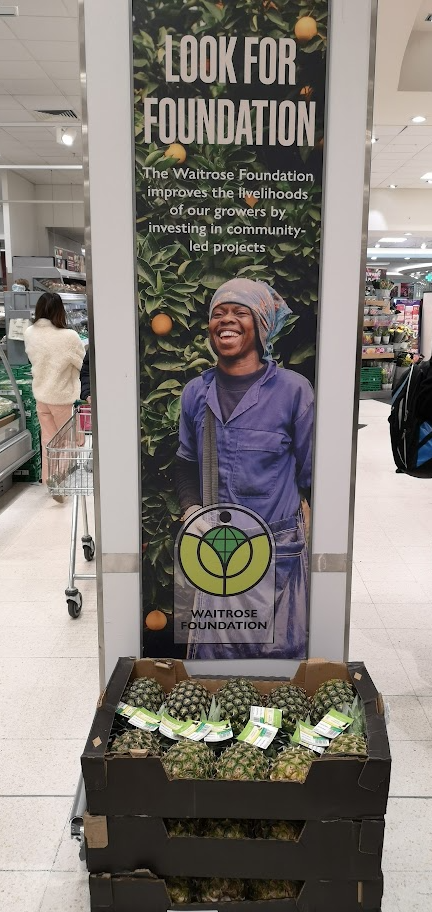 LOOK FOR
FOUNDATION
The Waitrose Foundation
improves the livelihoods
of our growers by
investing in community-
led projects
WAITROSE
FOUNDATION